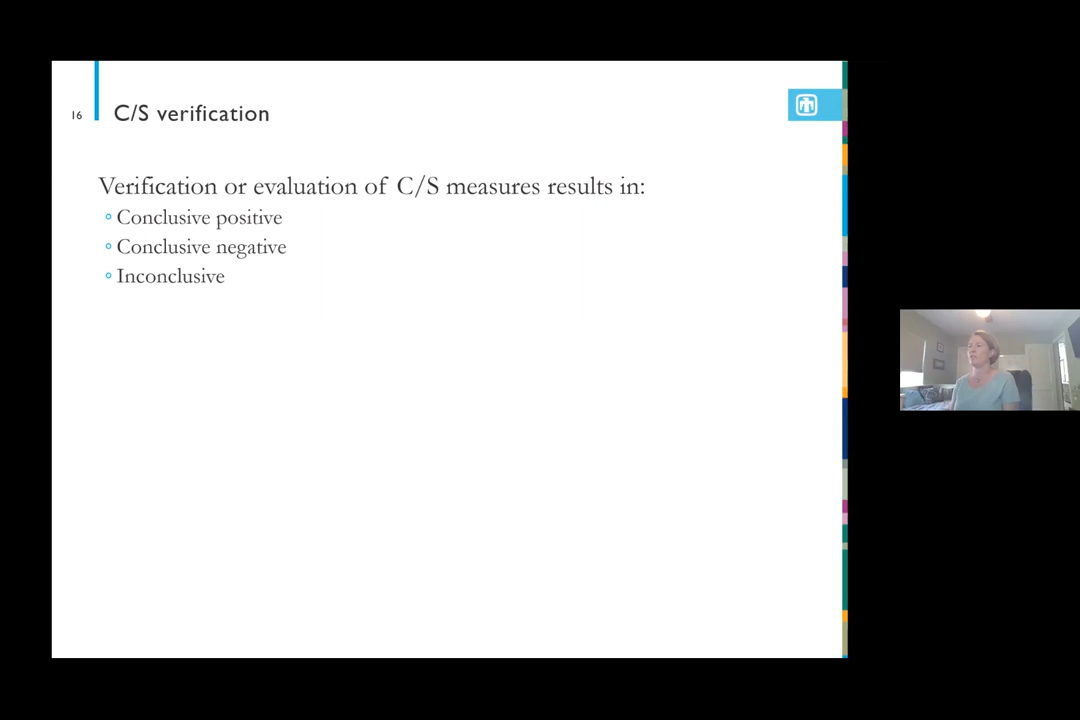 16
C/S verification
Verification or evaluation of C/S measures results in:
Conclusive positive
Conclusive negative
Inconclusive